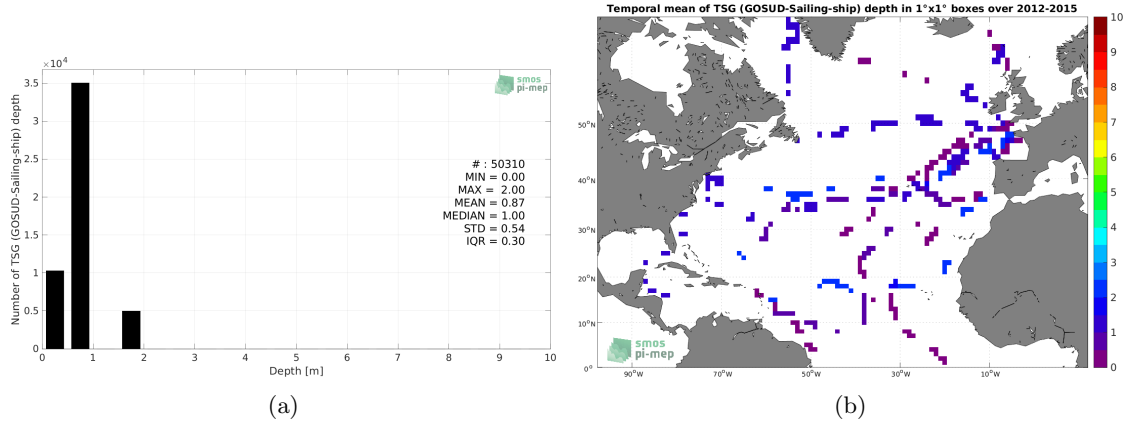 ×10⁴
3.5
3
2.5
2
1.5
1
0.5
0
Number of TSG (GOSUD-Sailing-ship) depth
0 1 2 3 4 5 6 7 8 9 10
Depth [m]
smos
pi-mep
# : 50310
MIN = 0.00
MAX = 2.00
MEAN = 0.87
MEDIAN = 1.00
STD = 0.54
IQR = 0.30
(a)
Temporal mean of TSG (GOSUD-Sailing-ship) depth in 1°x1° boxes over 2012-2015
50°N
40°N
30°N
20°N
10°N
0°
90°W 70°W 50°W 30°W 10°W
smos
pi-mep
10
9
8
7
6
5
4
3
2
1
0
(b)